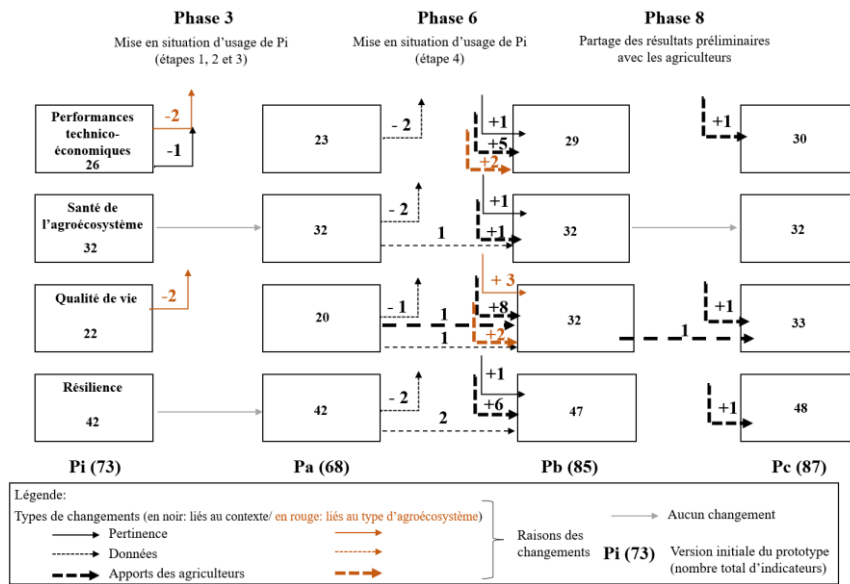 Phase 3
Phase 6
Phase 8
Mise en situation d'usage de Pi
(étapes 1, 2 et 3)
Mise en situation d'usage de Pi
(étape 4)
Partage des résultats préliminaires
avec les agriculteurs
Performances
technico-
économiques
26
-2
-1
23
- 2
+1
+5
+2
29
+1
30
Santé de
l'agroécosystème
32
32
- 2
1
+1
+1
32
32
Qualité de vie
22
-2
20
- 1
1
1
+ 3
+8
+2
32
1
+1
33
Résilience
42
42
- 2
2
+1
+6
47
+1
48
Pi (73)
Pa (68)
Pb (85)
Pc (87)
Légende:
Types de changements (en noir: liés au contexte/ en rouge: liés au type d'agroécosystème)
Pertinence
Données
Apports des agriculteurs
Raisons des
changements
Aucun changement
Pi (73) Version initiale du prototype
(nombre total d'indicateurs)